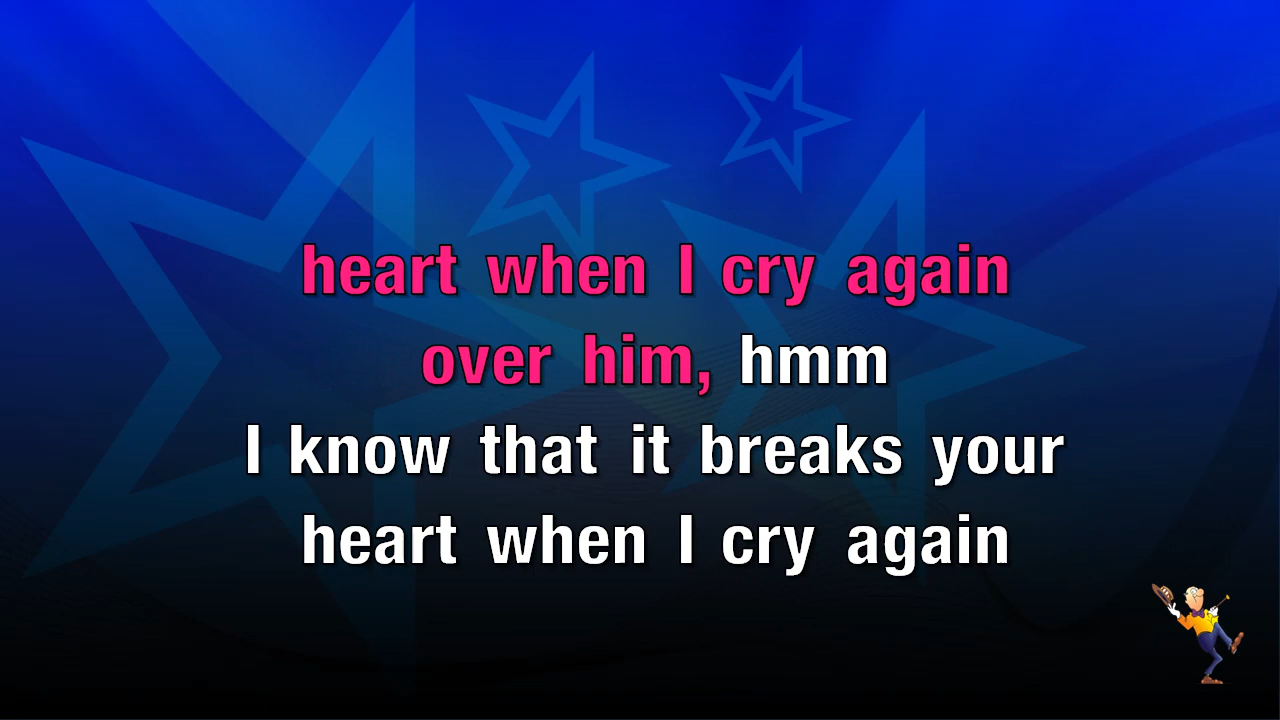 heart when I cry again
over him, hmm
I know that it breaks your
heart when I cry again